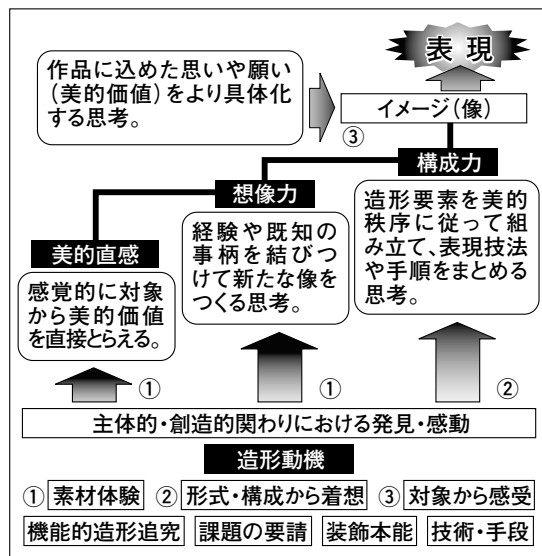 表現
作品に込めた思いや願い
（美的価値）をより具体化
する思考。
イメージ（像）
③
構成力
想像力
造形要素を美的
秩序に従って組
み立て、表現技法
や手順をまとめる
思考。
経験や既知の
事柄を結びつ
けて新たな像を
つくる思考。
美的直感
感覚的に対象
から美的価値
を直接とらえる。
① ① ②
主体的・創造的関わりにおける発見・感動
造形動機
① 素材体験 ② 形式・構成から着想 ③ 対象から感受
機能的造形追究 課題の要請 装飾本能 技術・手段